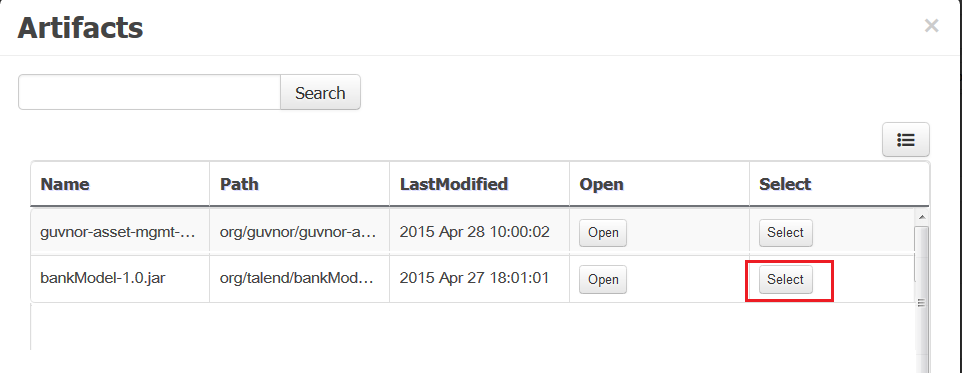 Artifacts
×
Search
Name Path LastModified Open Select
guvnor-asset-mgmt-... org/guvnor/guvnor-a... 2015 Apr 28 10:00:02 Open Select
bankModel-1.0.jar org/talend/bankMod... 2015 Apr 27 18:01:01 Open Select